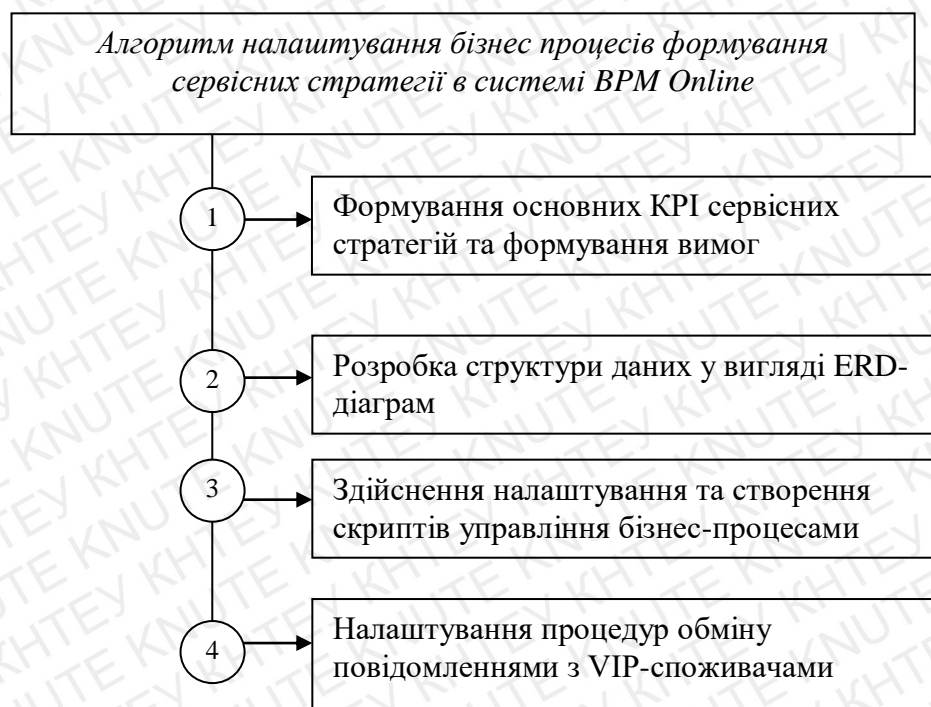 Алгоритм налаштування бізнес процесів формування
сервісних стратегії в системі BPM Online
1
Формування основних КРІ сервісних
стратегій та формування вимог
2
Розробка структури даних у вигляді ERD-
діаграм
3
Здійснення налаштування та створення
скриптів управління бізнес-процесами
4
Налаштування процедур обміну
повідомленнями з VIP-споживачами